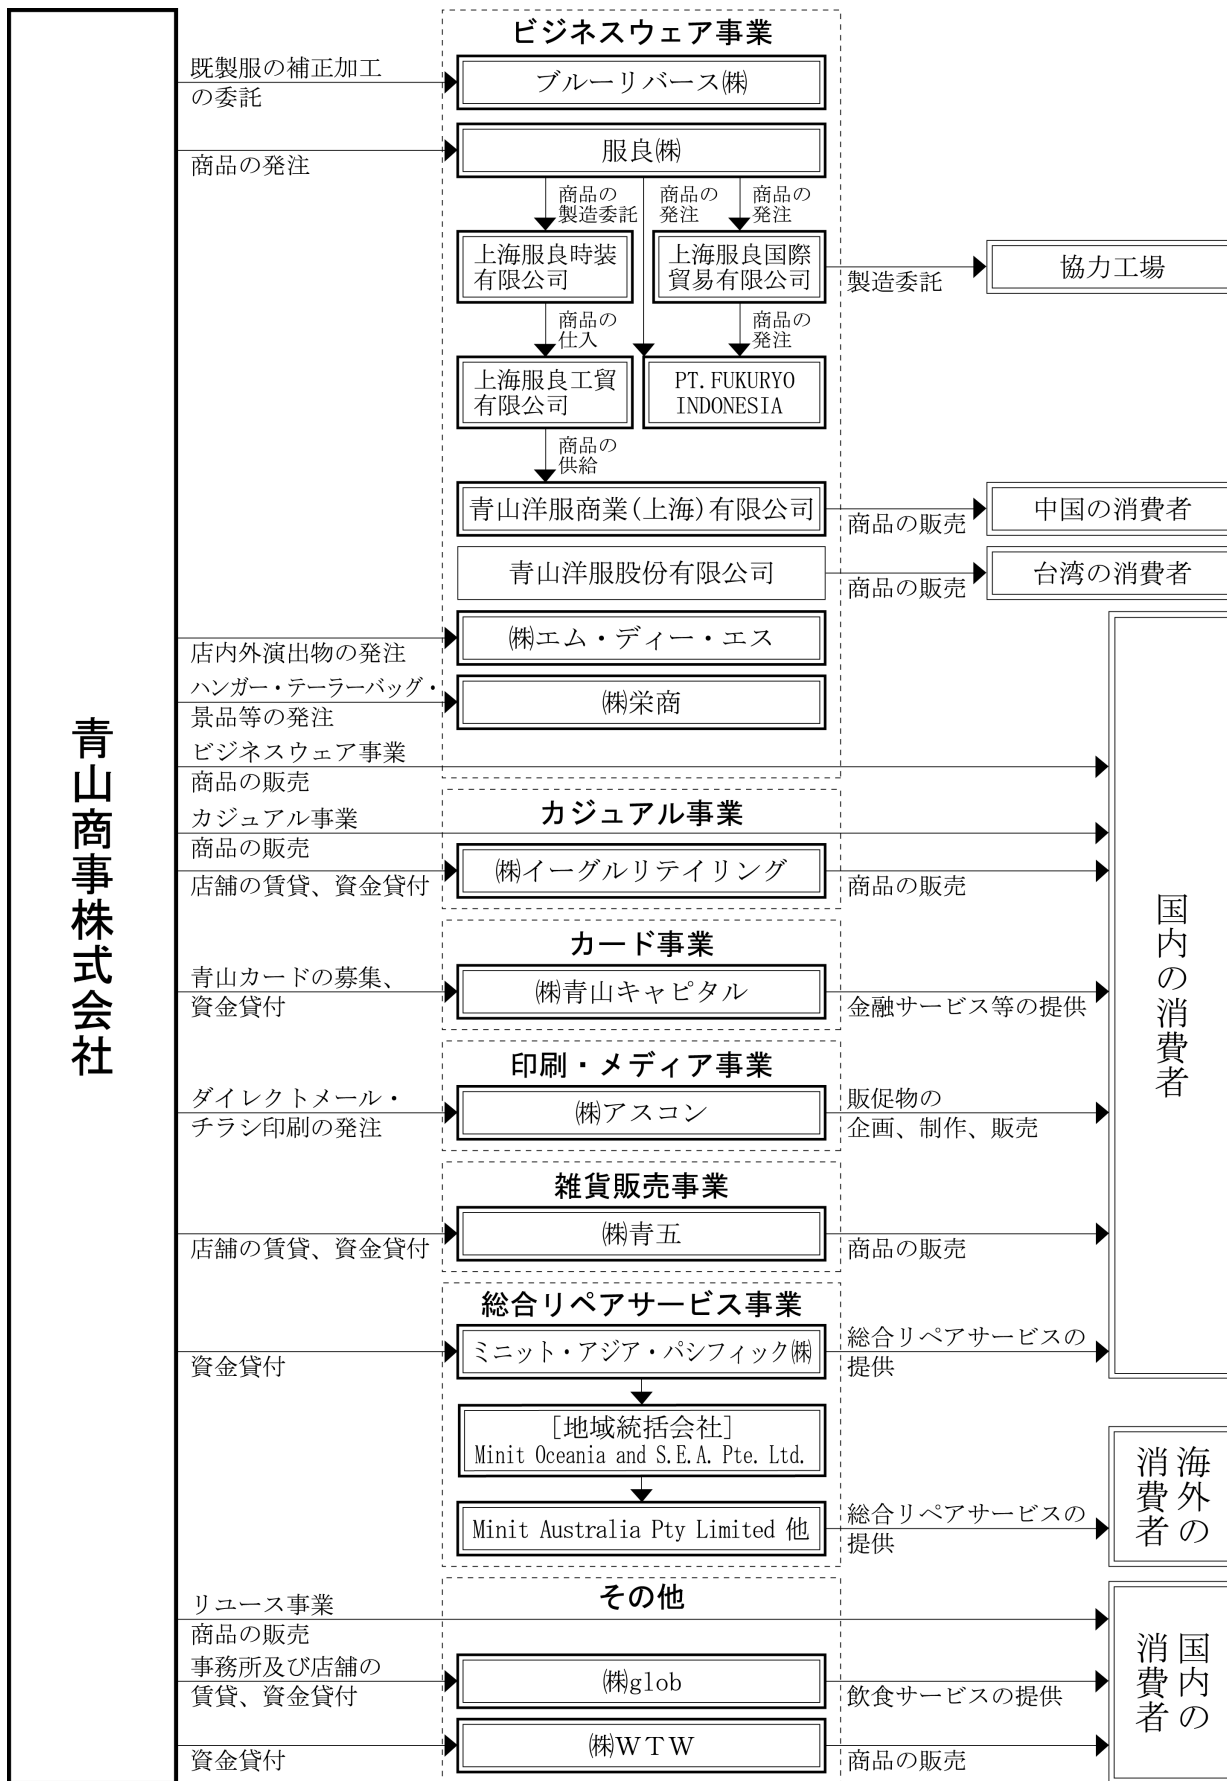 青山商事株式会社
ビジネスウェア事業
既製服の補正加工
の委託
ブルーリバース㈱
商品の発注
服良㈱
商品の
製造委託
商品の
発注
商品の
発注
上海服良時装
有限公司
上海服良国際
貿易有限公司
製造委託
協力工場
商品の
仕入
商品の
発注
上海服良工貿
有限公司
PT.FUKURYO
INDONESIA
商品の
供給
青山洋服商業(上海)有限公司
商品の販売
中国の消費者
青山洋服股份有限公司
商品の販売
台湾の消費者
店内外演出物の発注
㈱エム・ディー・エス
ハンガー・テーラーバッグ・
景品等の発注
㈱栄商
ビジネスウェア事業
商品の販売
国内の消費者
カジュアル事業
カジュアル事業
商品の販売
店舗の賃貸、資金貸付
㈱イーグルリテイリング
商品の販売
カード事業
青山カードの募集、
資金貸付
㈱青山キャピタル
金融サービス等の提供
印刷・メディア事業
ダイレクトメール・
チラシ印刷の発注
㈱アスコン
販促物の
企画、制作、販売
雑貨販売事業
店舗の賃貸、資金貸付
㈱青五
商品の販売
総合リペアサービス事業
資金貸付
ミニット・アジア・パシフィック㈱
総合リペアサービスの
提供
[地域統括会社]
Minit Oceania and S.E.A. Pte. Ltd.
Minit Australia Pty Limited 他
総合リペアサービスの
提供
海外の
消費者
その他
リユース事業
商品の販売
事務所及び店舗の
賃貸、資金貸付
㈱glob
飲食サービスの提供
国内の
消費者
資金貸付
㈱ＷＴＷ
商品の販売